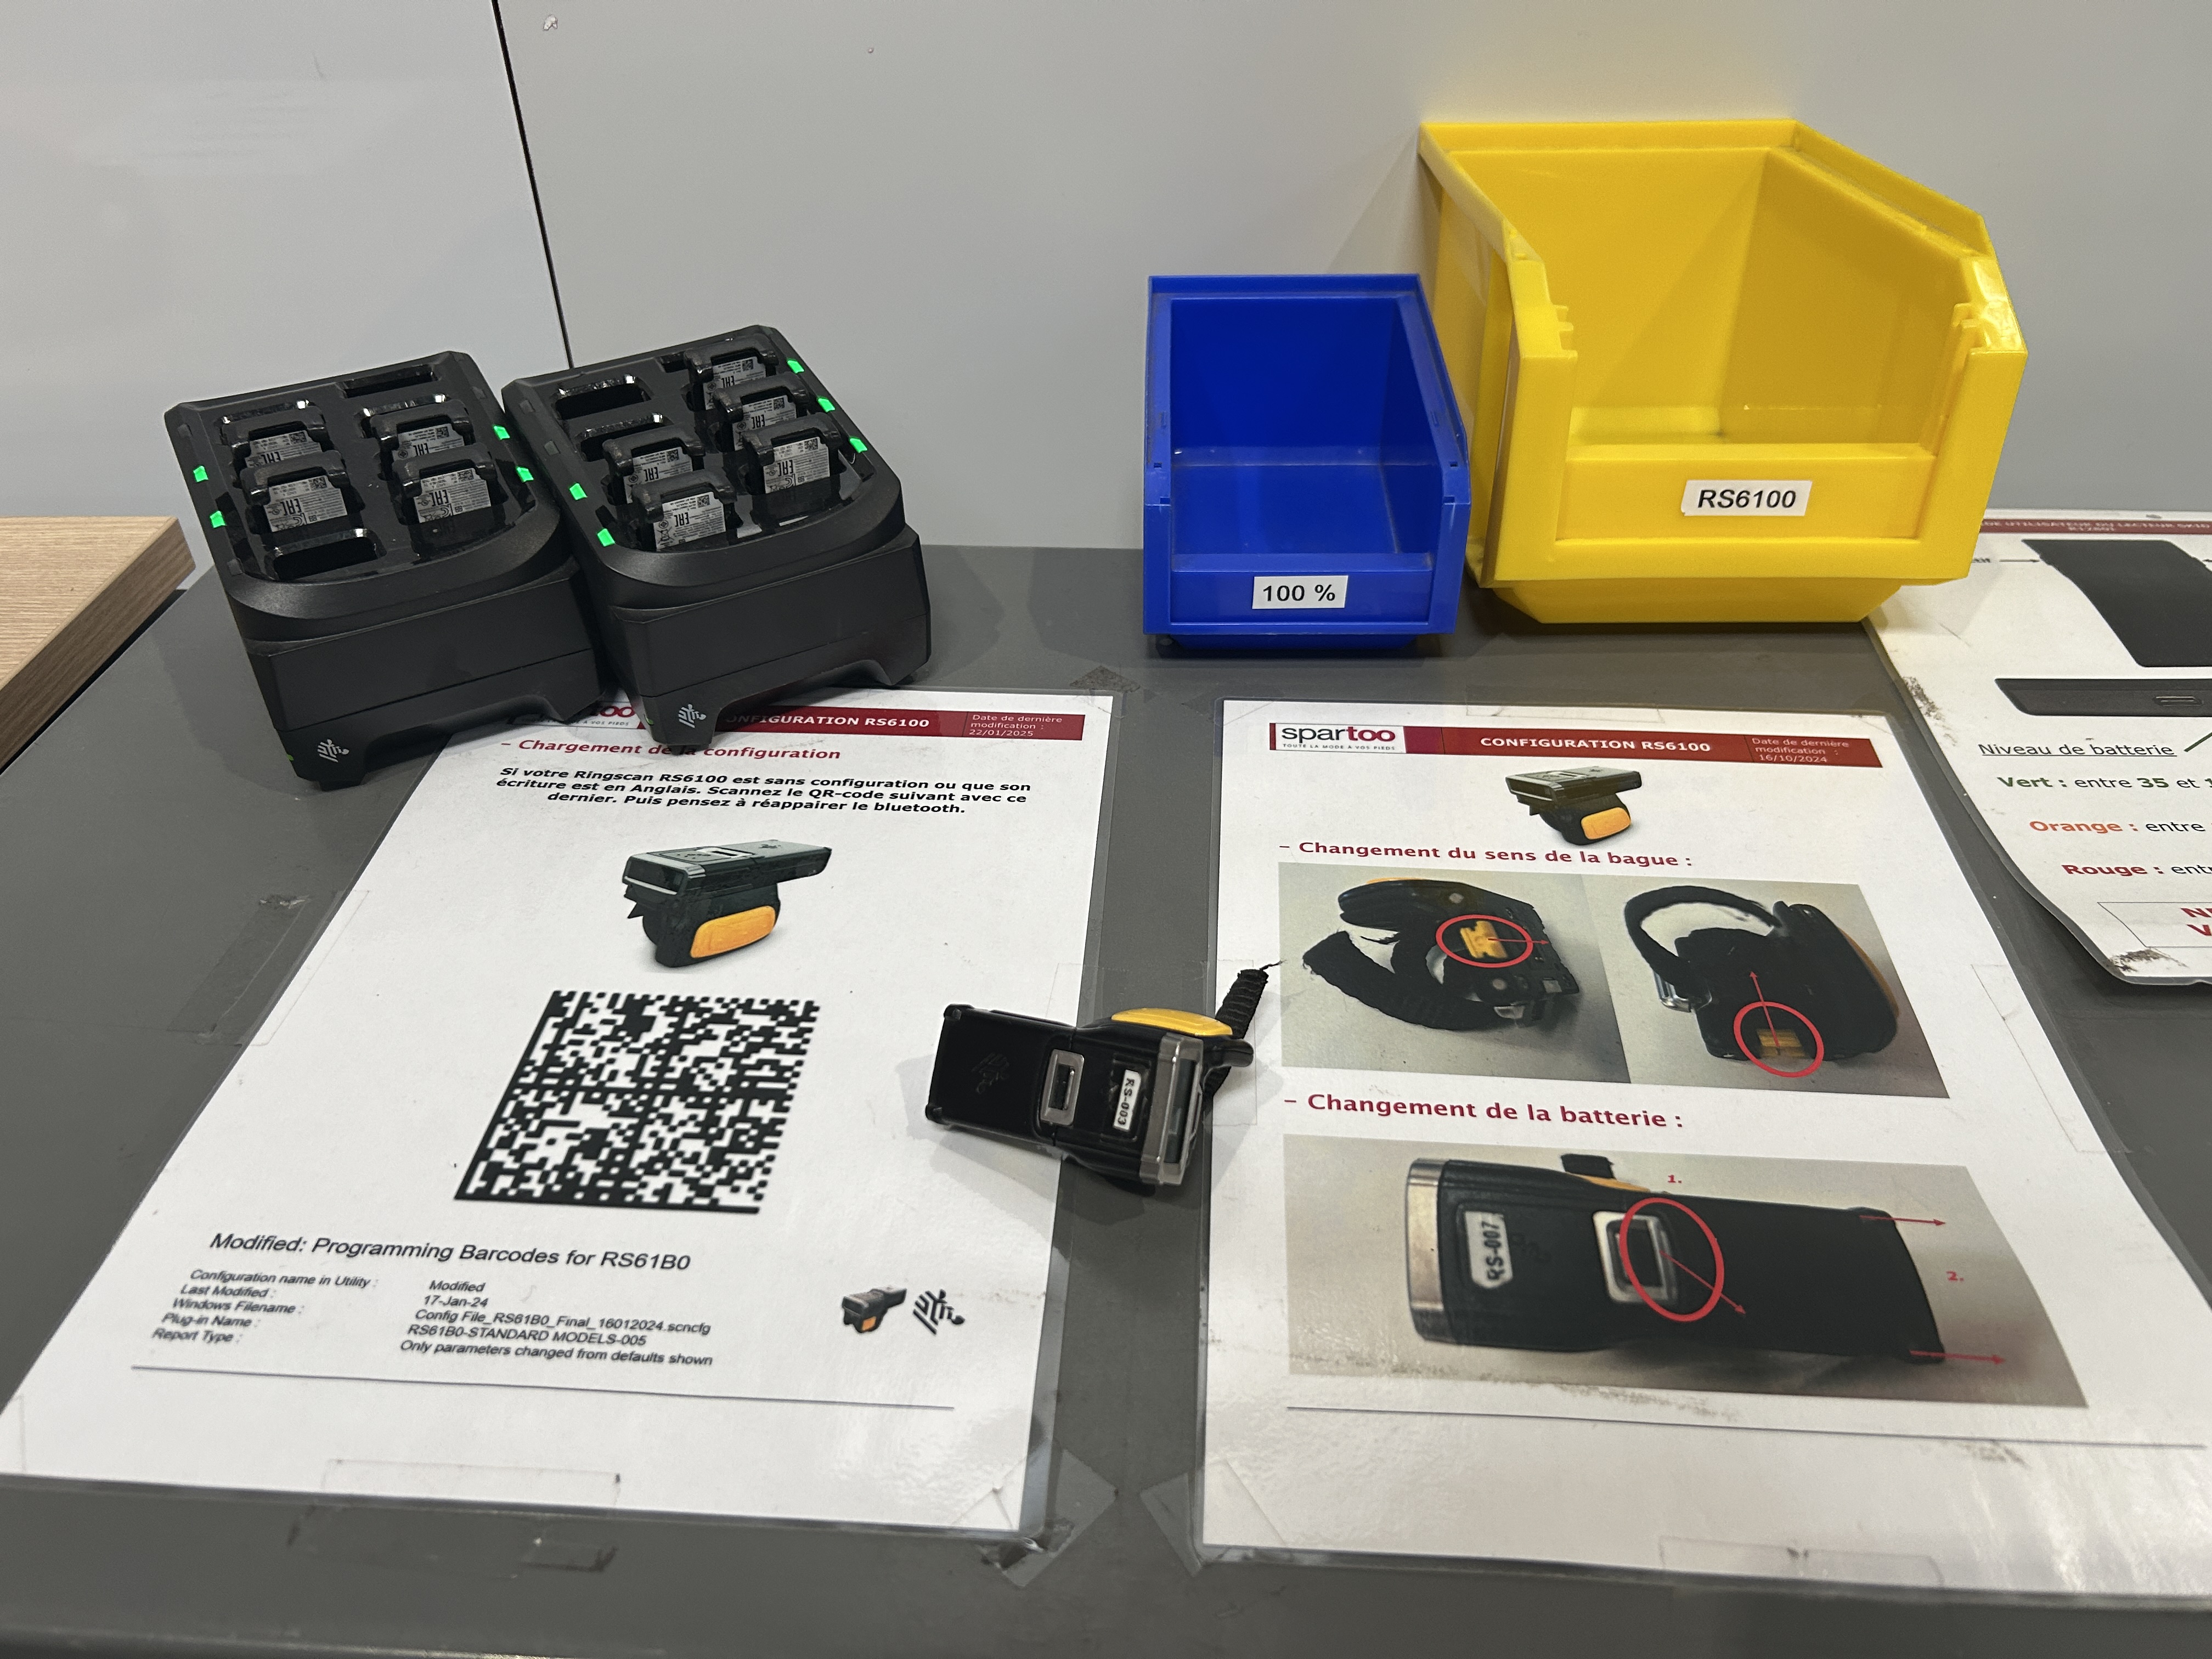 RS6100
100 %
CONFIGURATION RS6100
Date de dernière
modification :
22/01/2025
– Chargement de la configuration
Si votre Ringscan RS6100 est sans configuration ou que son
écriture est en Anglais. Scannez le QR-code suivant avec ce
dernier. Puis pensez à réappairer le bluetooth.
Modified: Programming Barcodes for RS61B0
Configuration name in Utility : Modified
Last Modified : 17-Jan-24
Windows Filename : Config File_RS61B0_Final_16012024.scncfg
Plug-in Name : RS61B0-STANDARD MODELS-005
Report Type : Only parameters changed from defaults shown
RS-003
spartoo
TOUTE LA MODE A VOS PIEDS
CONFIGURATION RS6100
Date de dernière
modification :
16/10/2024
– Changement du sens de la bague :
– Changement de la batterie :
1.
2.
RS-007
Niveau de batterie
Vert : entre 35 et
Orange : entre
Rouge :